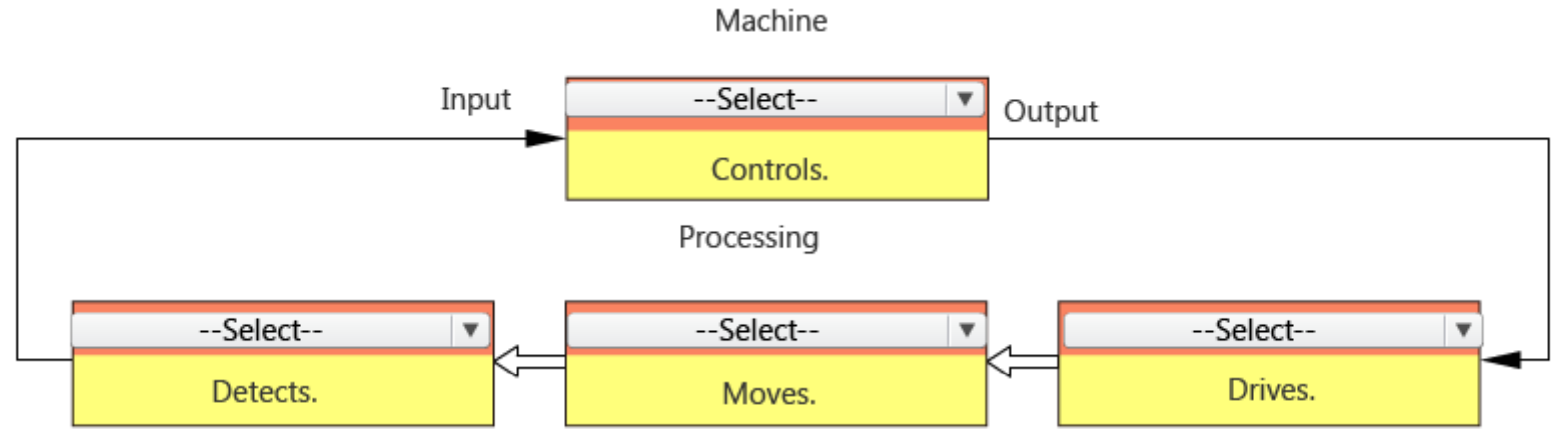 Machine
Input
--Select--
Output
Controls.
Processing
--Select--
--Select--
--Select--
Detects.
Moves.
Drives.